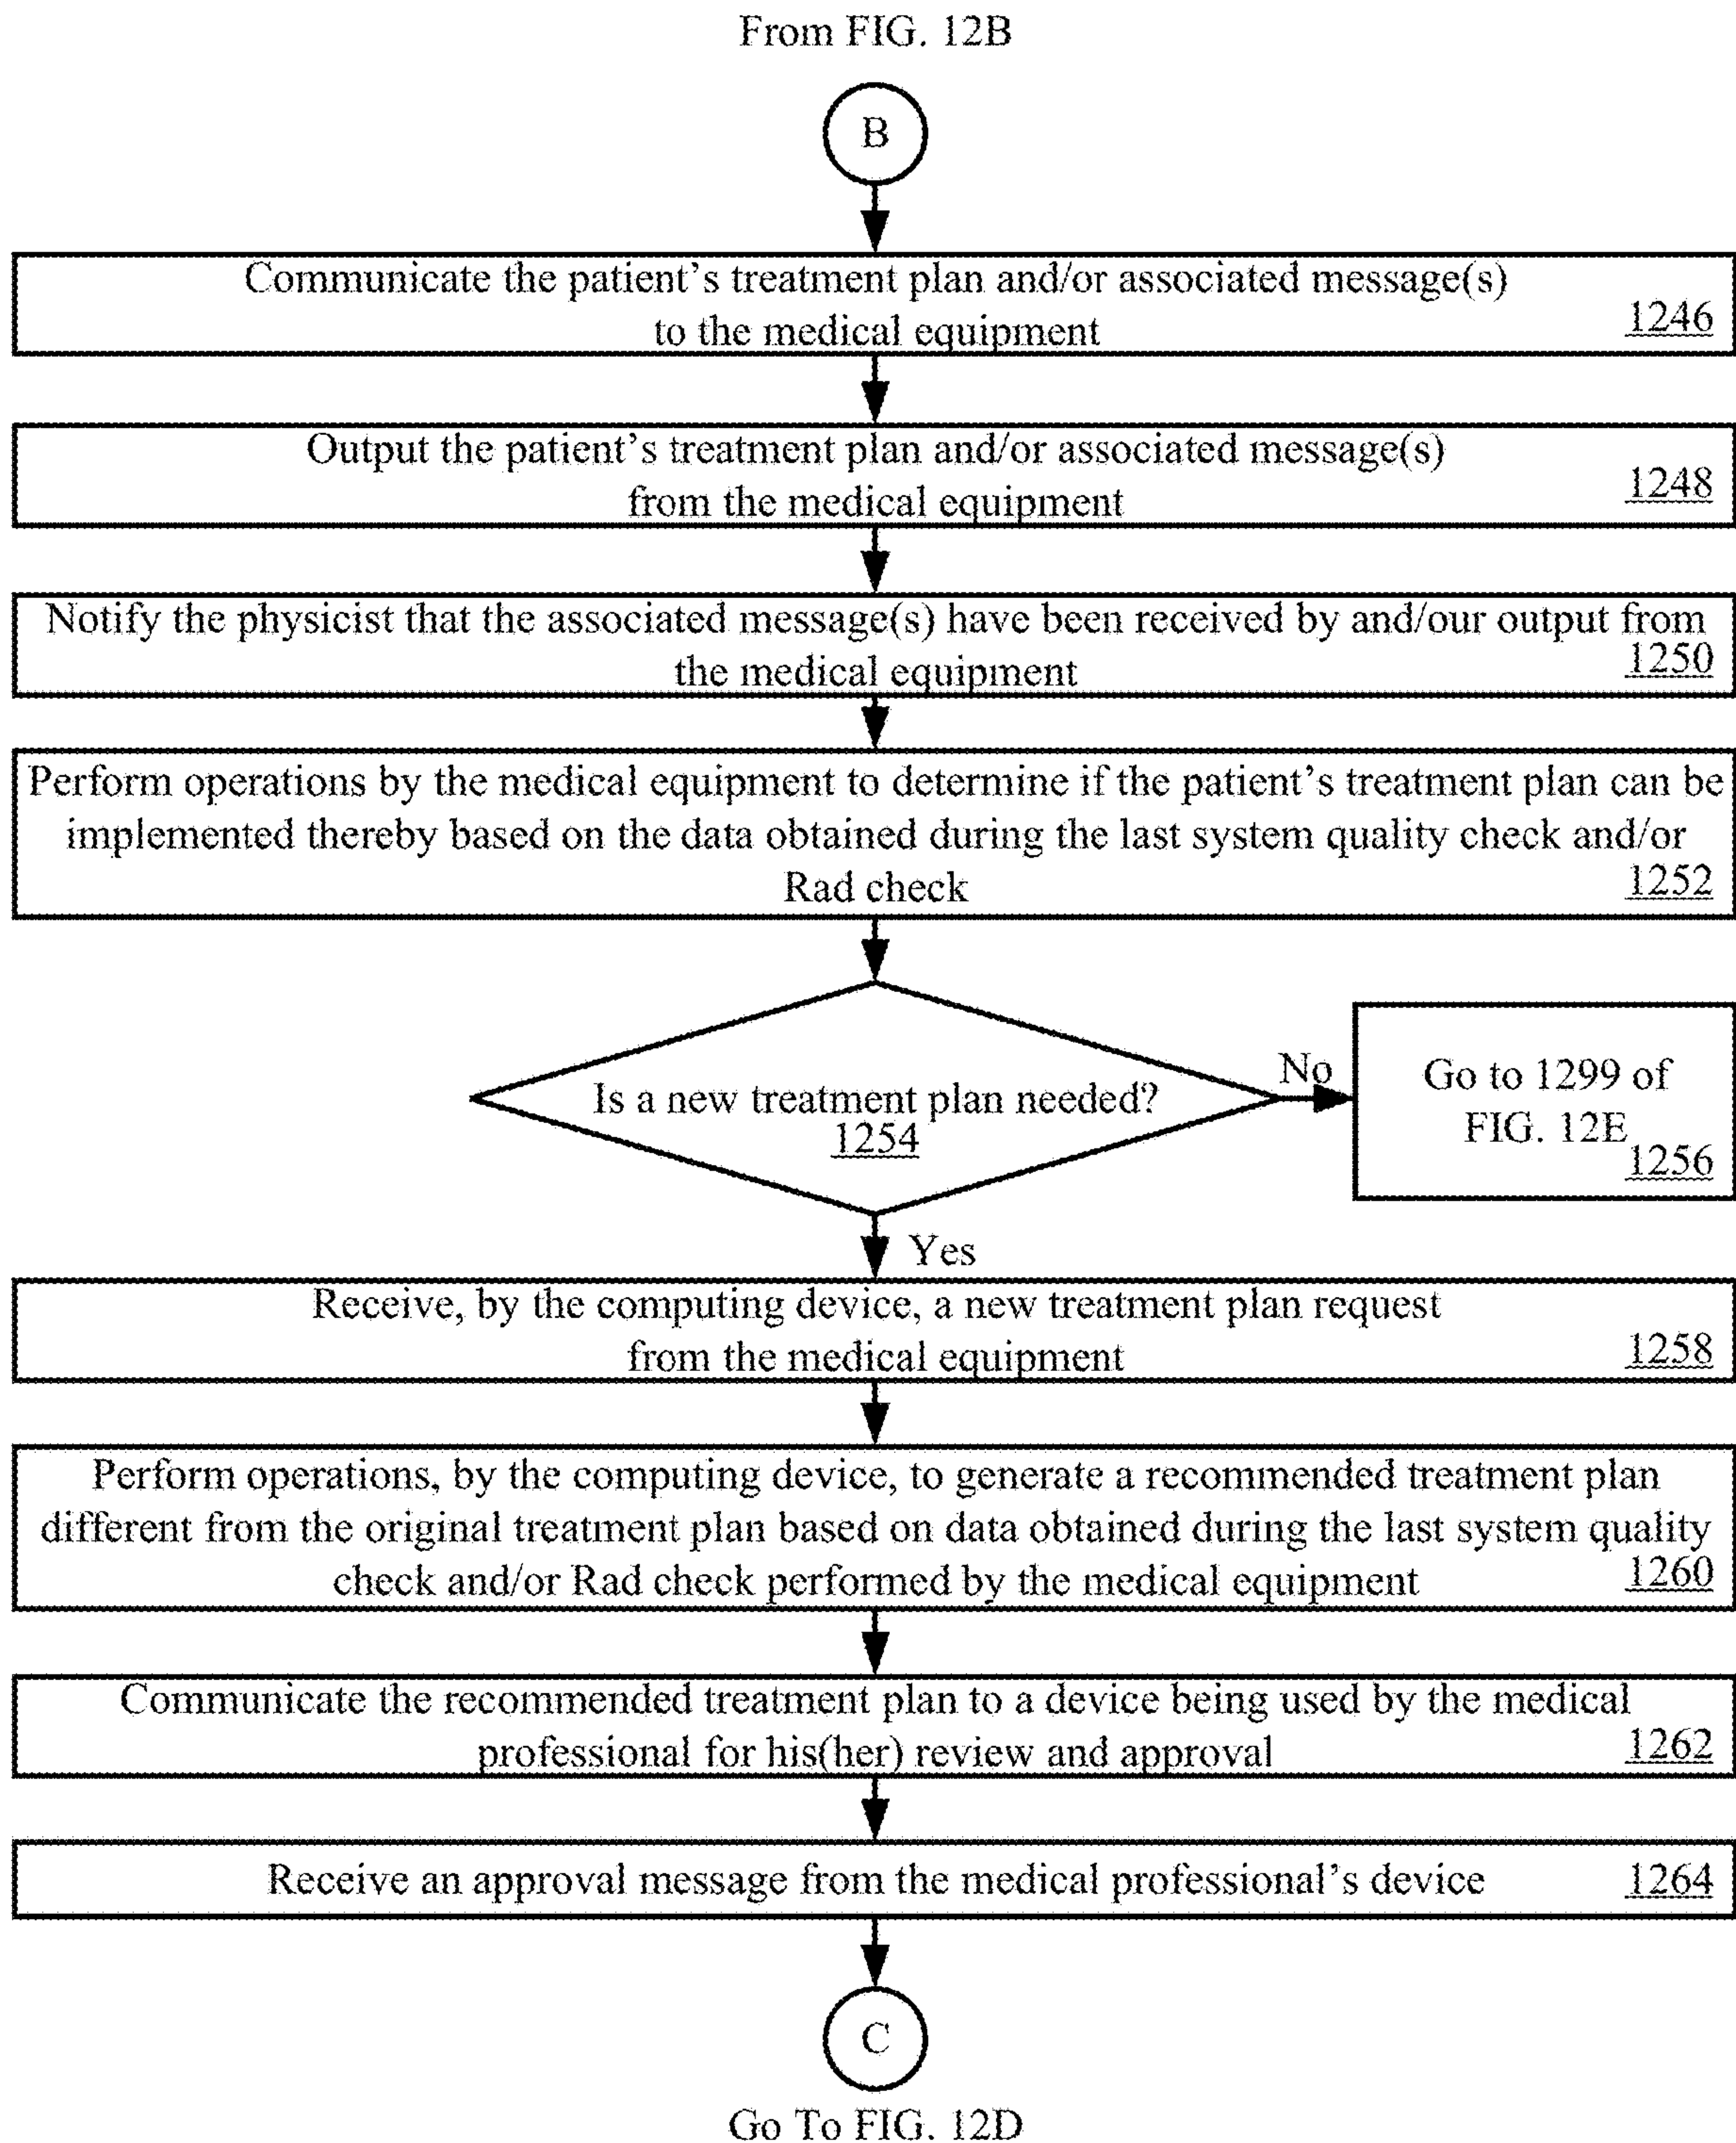 From FIG. 12B
B
Communicate the patient's treatment plan and/or associated message(s)
to the medical equipment
1246
Output the patient's treatment plan and/or associated message(s)
from the medical equipment
1248
Notify the physicist that the associated message(s) have been received by and/our output from
the medical equipment
1250
Perform operations by the medical equipment to determine if the patient's treatment plan can be
implemented thereby based on the data obtained during the last system quality check and/or
Rad check
1252
Is a new treatment plan needed?
1254
No
Go to 1299 of
FIG. 12E
1256
Yes
Receive, by the computing device, a new treatment plan request
from the medical equipment
1258
Perform operations, by the computing device, to generate a recommended treatment plan
different from the original treatment plan based on data obtained during the last system quality
check and/or Rad check performed by the medical equipment
1260
Communicate the recommended treatment plan to a device being used by the medical
professional for his(her) review and approval
1262
Receive an approval message from the medical professional's device
1264
C
Go To FIG. 12D